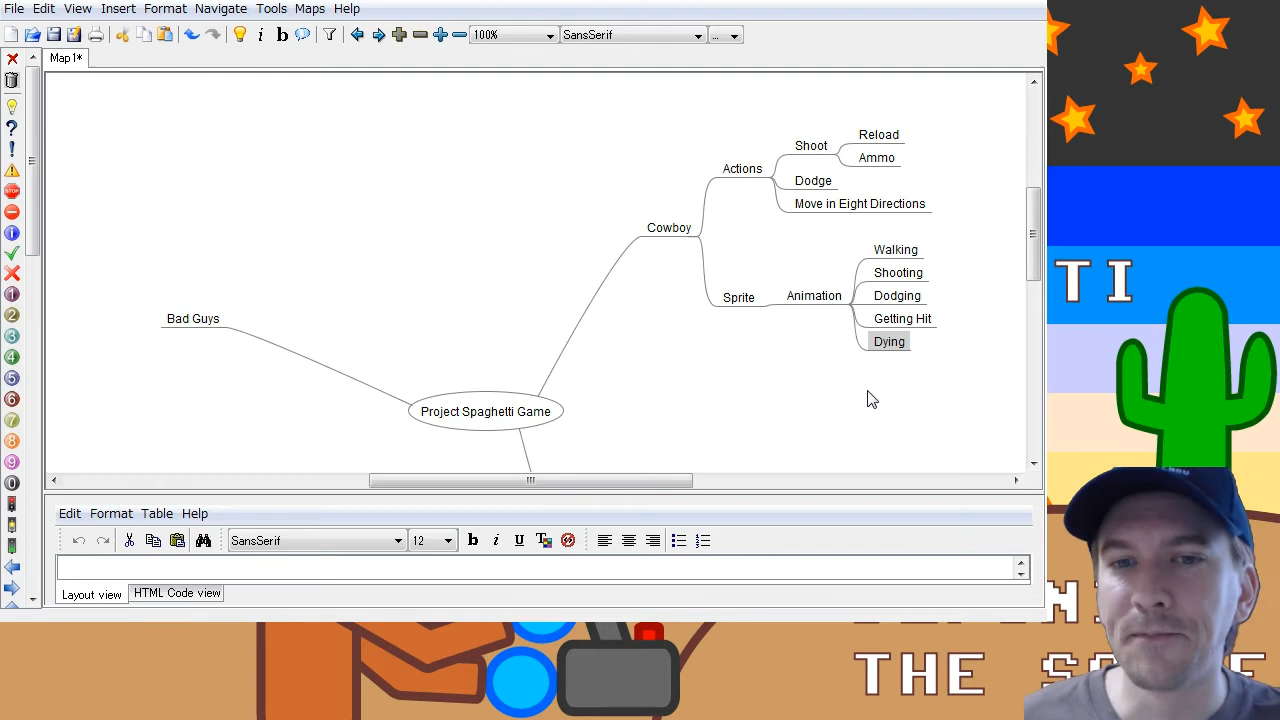 File Edit View Insert Format Navigate Tools Maps Help
100% SansSerif ...
Map1*
Reload
Shoot
Ammo
Actions
Dodge
Move in Eight Directions
Cowboy
Walking
Shooting
Sprite Animation Dodging
Bad Guys
Getting Hit
Dying
Project Spaghetti Game
Edit Format Table Help
SansSerif 12
Layout view HTML Code view
TI
THE